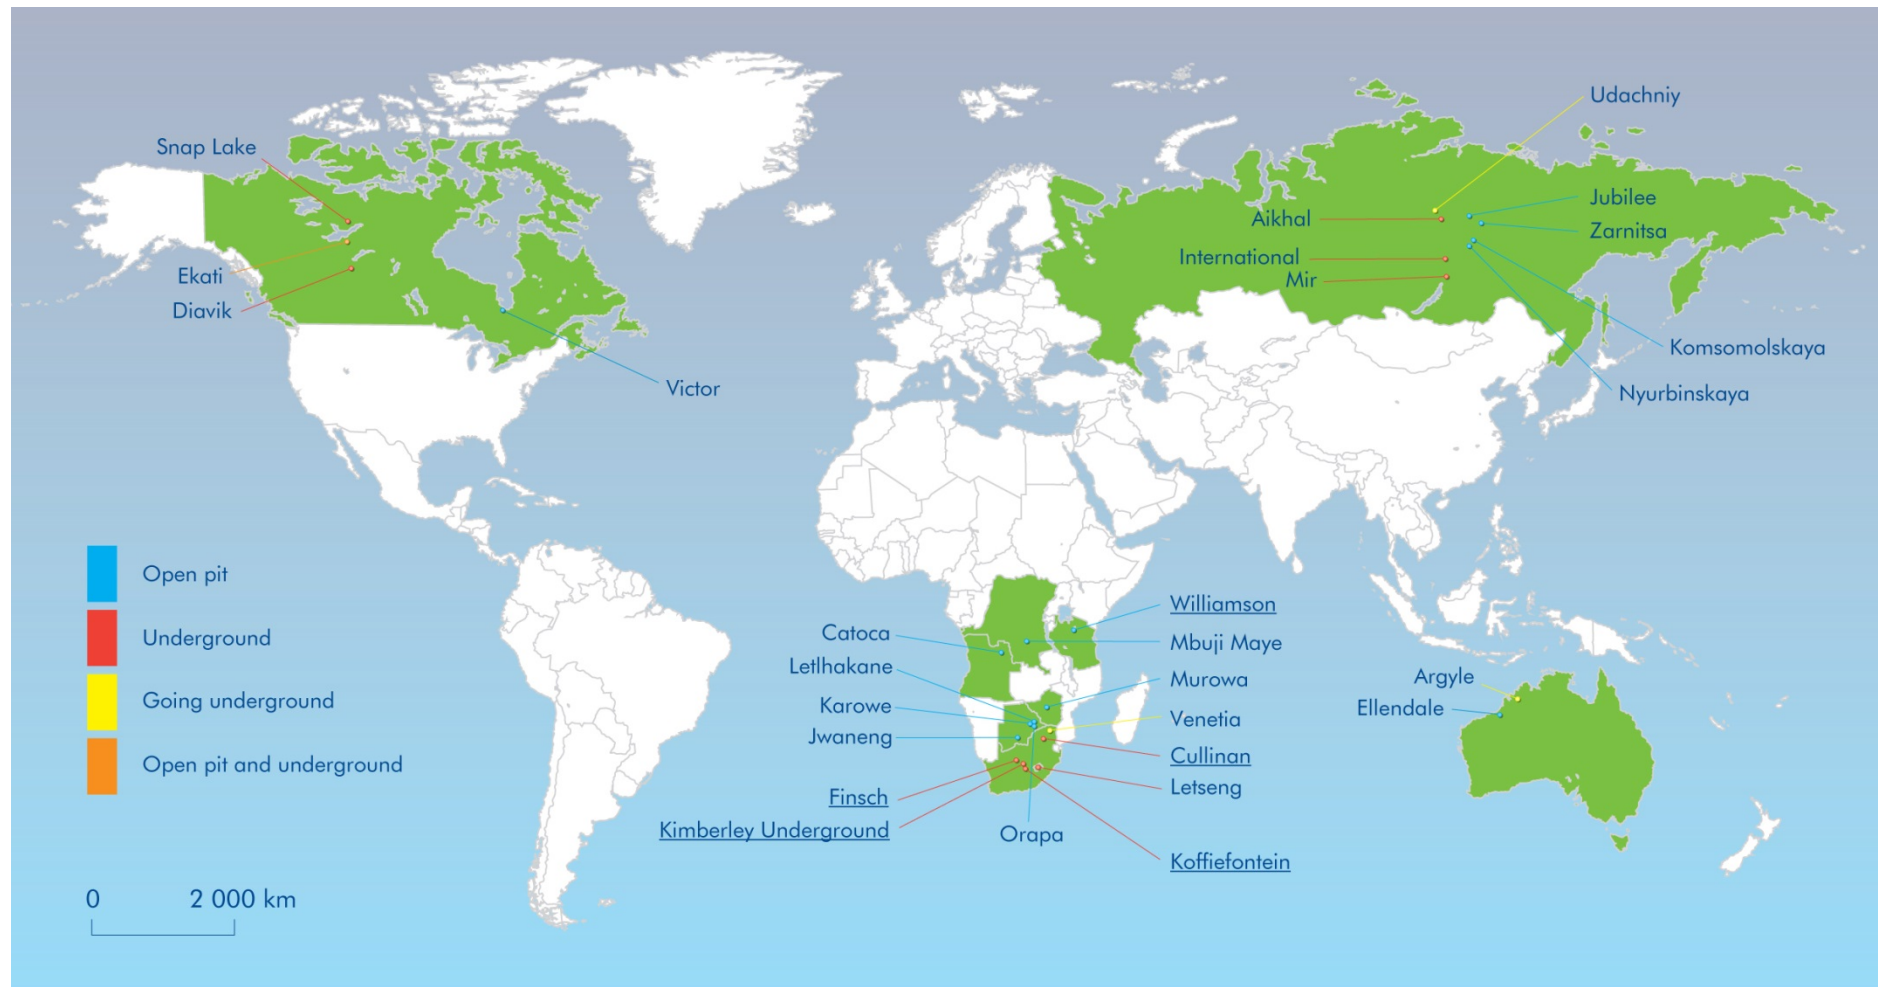 Udachniy
Snap Lake
Jubilee
Aikhal
Zarnitsa
International
Ekati
Mir
Diavik
Komsomolskaya
Victor
Nyurbinskaya
Open pit
Underground
Going underground
Open pit and underground
Williamson
Catoca
Mbuji Maye
Letlhakane
Murowa
Karowe
Venetia
Jwaneng
Cullinan
Letseng
Finsch
Kimberley Underground
Orapa
Koffiefontein
Argyle
Ellendale
0 2 000 km